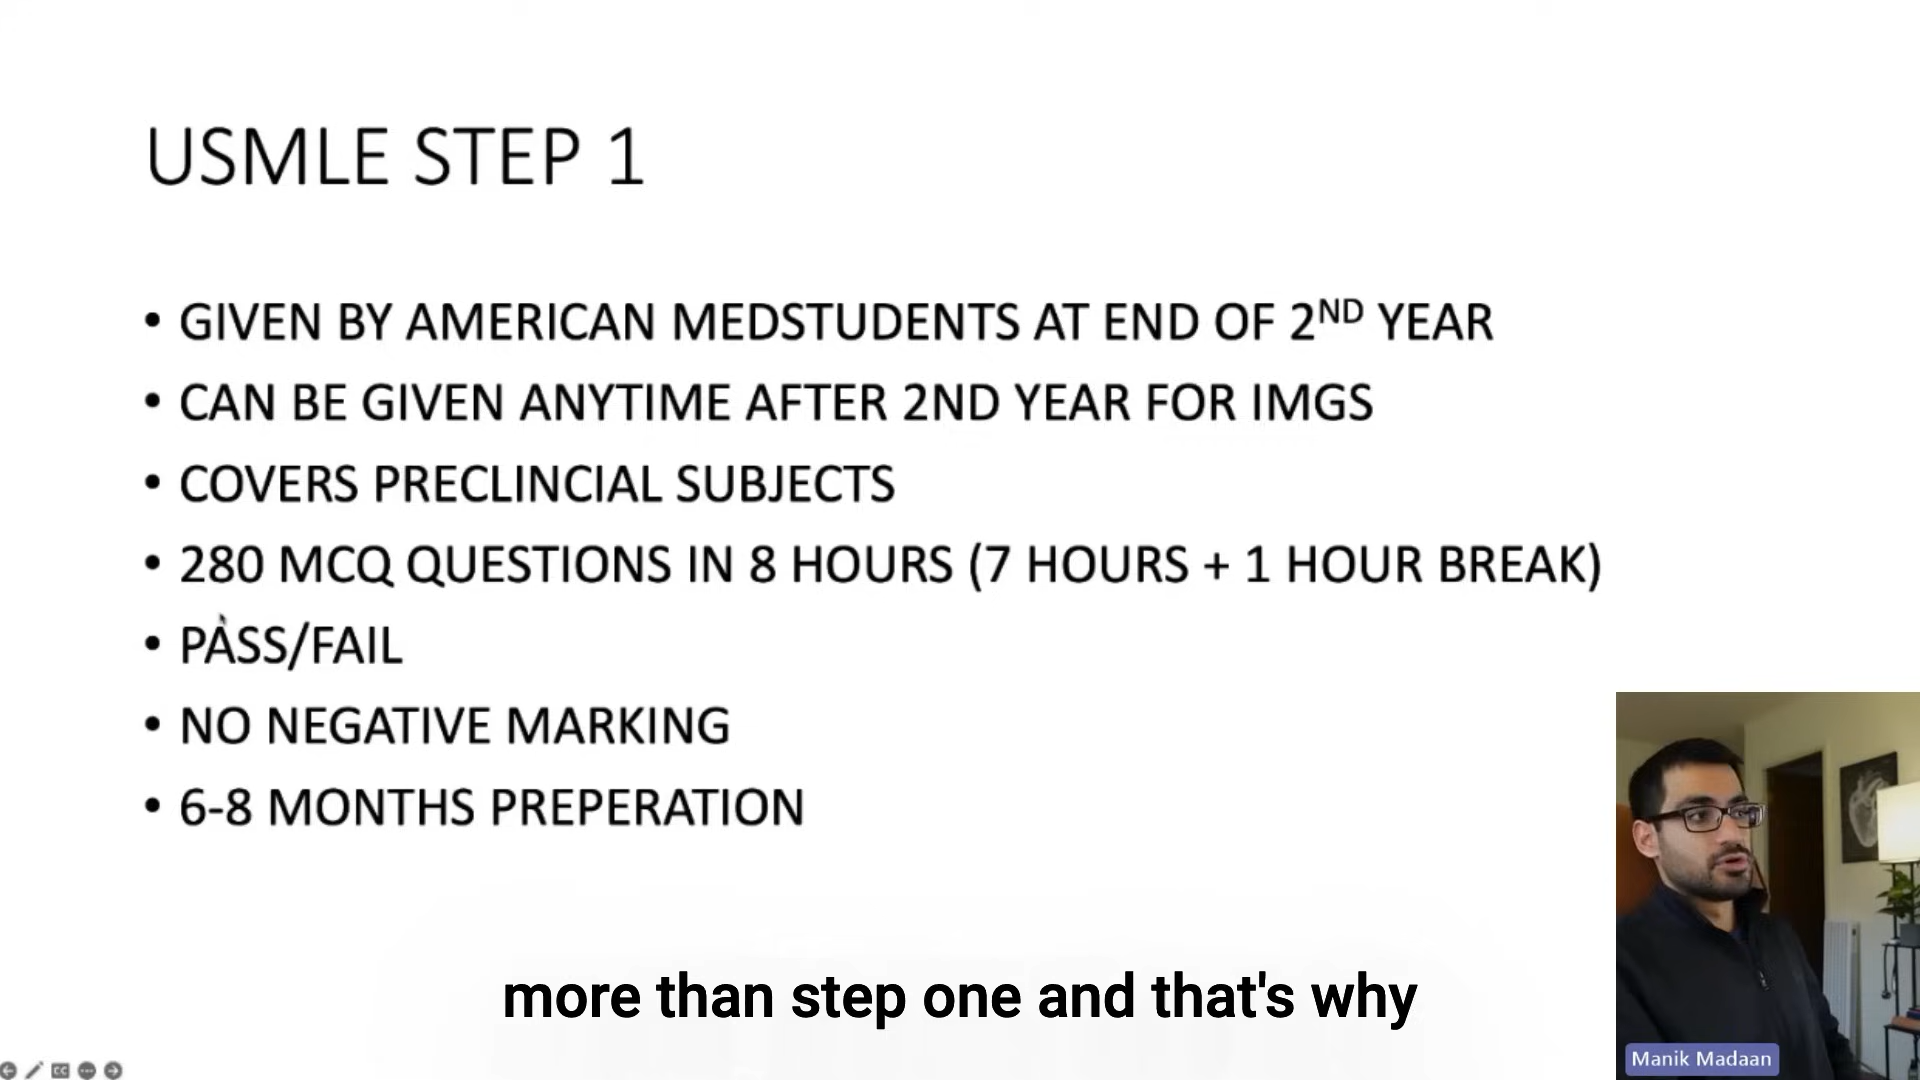 USMLE STEP 1
• GIVEN BY AMERICAN MEDSTUDENTS AT END OF 2ND YEAR
• CAN BE GIVEN ANYTIME AFTER 2ND YEAR FOR IMGS
• COVERS PRECLINCIAL SUBJECTS
• 280 MCQ QUESTIONS IN 8 HOURS (7 HOURS + 1 HOUR BREAK)
• PASS/FAIL
• NO NEGATIVE MARKING
• 6-8 MONTHS PREPERATION
more than step one and that's why
Manik Madaan
CC